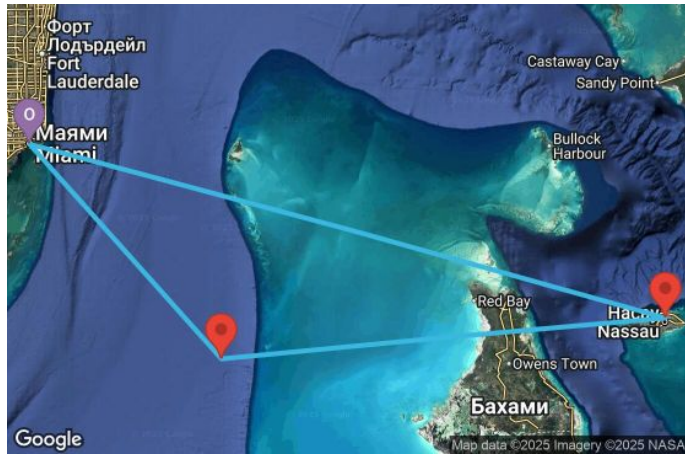 Форт
Лодърдейл
Fort
Lauderdale
Castaway Cay
Sandy Point
O
Маями
Miami
Bullock
Harbour
Red Bay
Nassau
Owens Town
Бахами
Google
Map data ©2025 Imagery ©2025 NASA